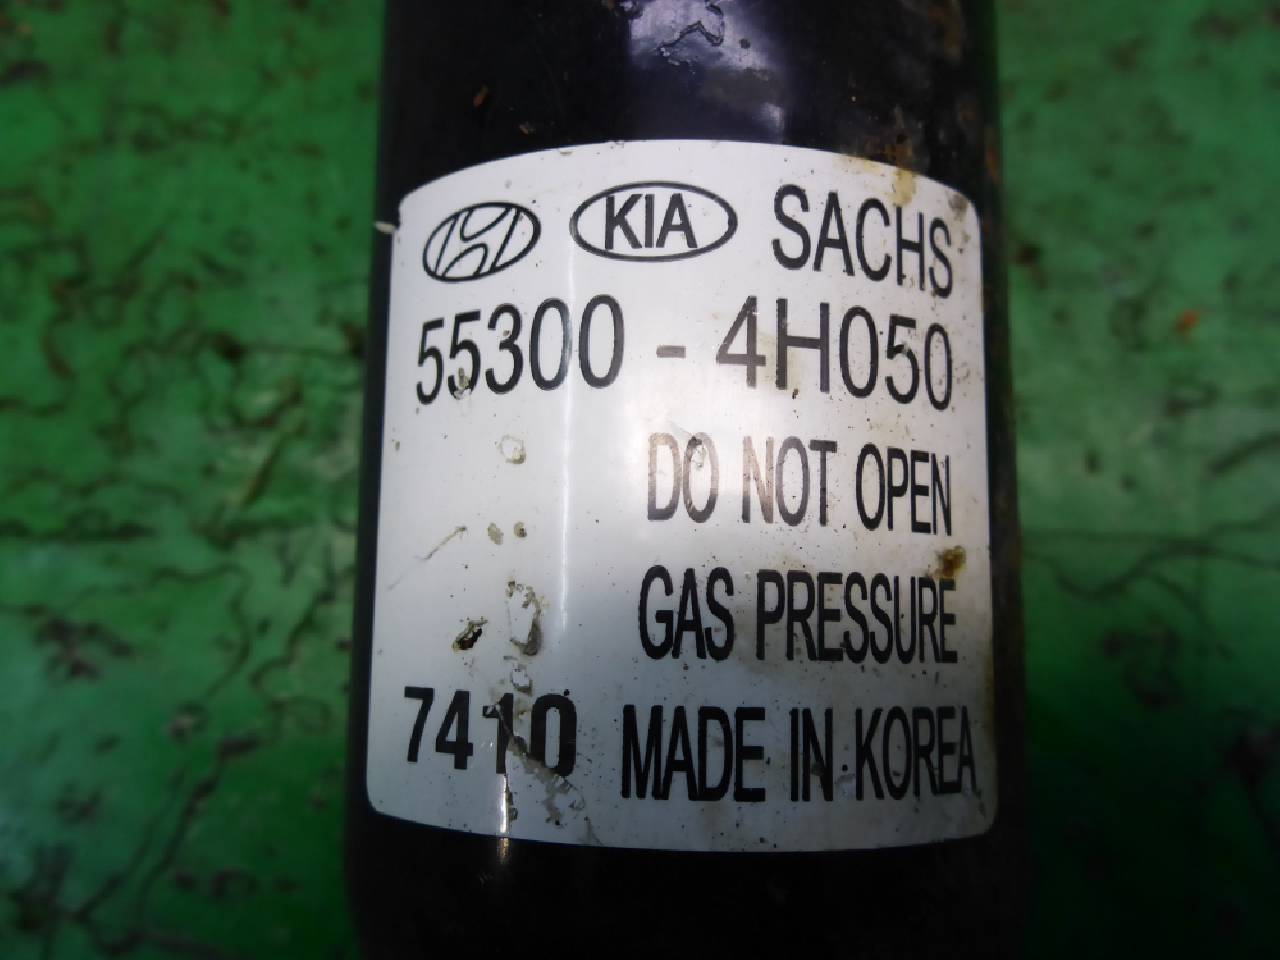 KIA SACHS
55300 - 4H050
DO NOT OPEN
GAS PRESSURE
7410 MADE IN KOREA